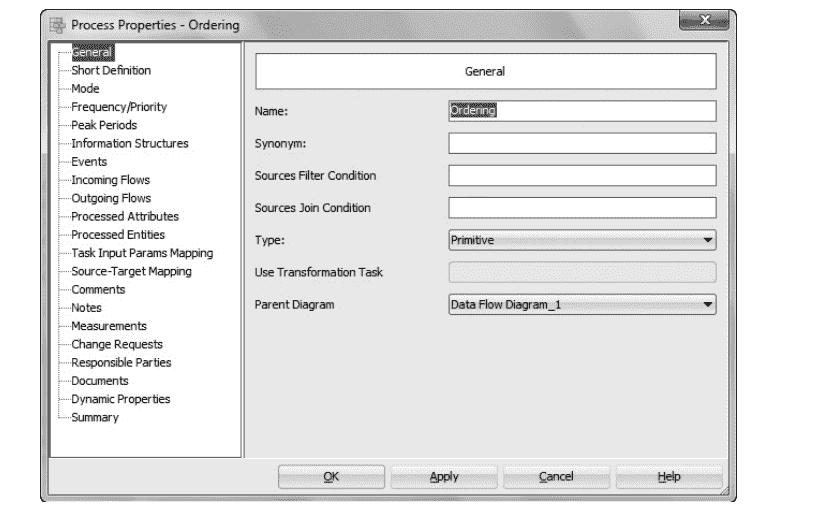 Process Properties - Ordering
General
Short Definition
Mode
Frequency/Priority
Peak Periods
Information Structures
Events
Incoming Flows
Outgoing Flows
Processed Attributes
Processed Entities
Task Input Params Mapping
Source-Target Mapping
Comments
Notes
Measurements
Change Requests
Responsible Parties
Documents
Dynamic Properties
Summary
General
Name: Ordering
Synonym:
Sources Filter Condition
Sources Join Condition
Type: Primitive
Use Transformation Task
Parent Diagram Data Flow Diagram_1
OK Apply Cancel Help